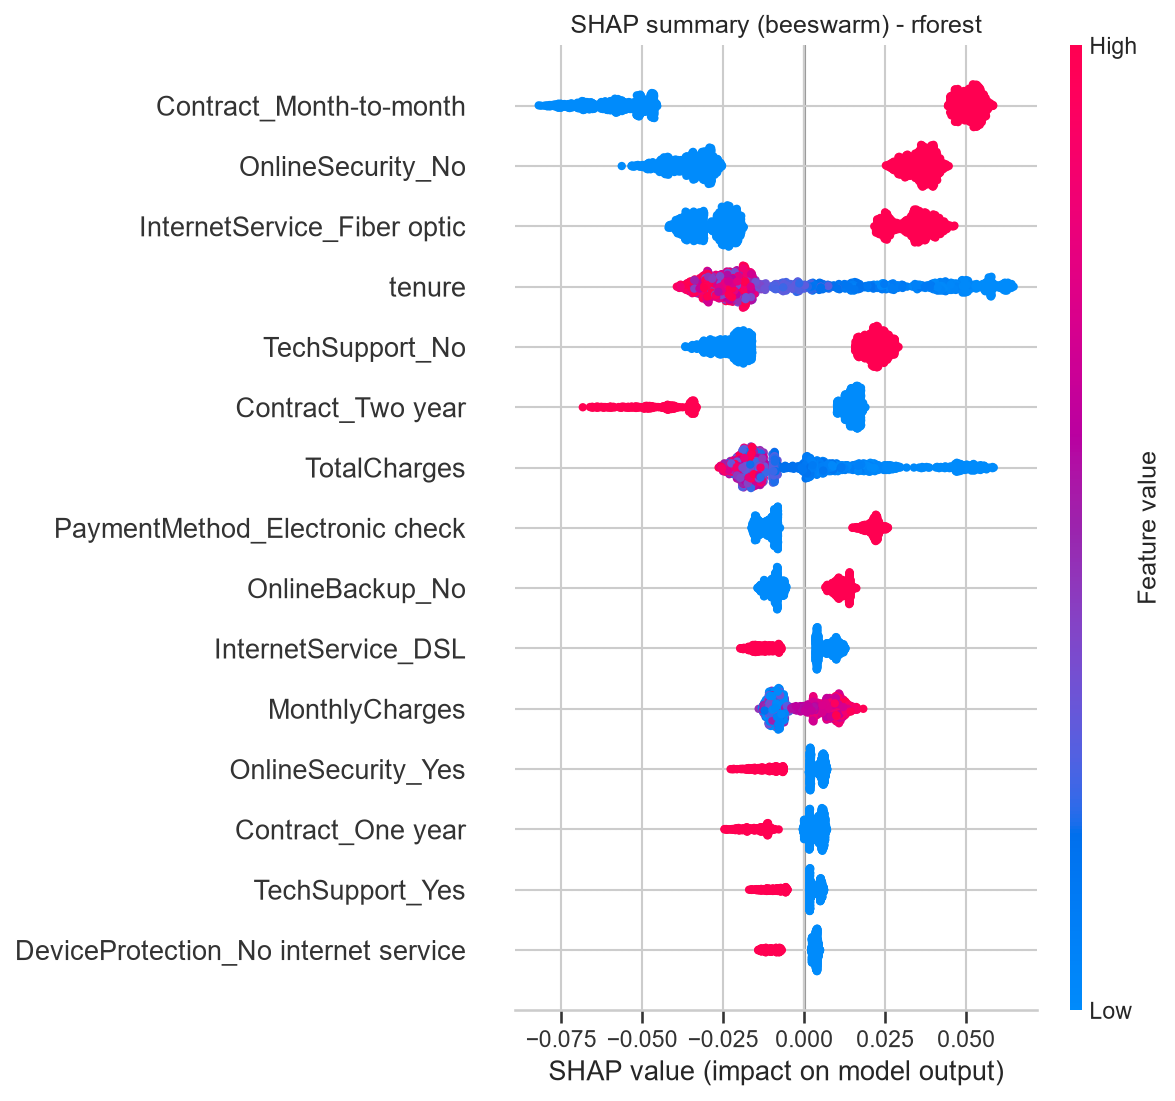 SHAP summary (beeswarm) - rforest
High
Contract_Month-to-month
OnlineSecurity_No
InternetService_Fiber optic
tenure
TechSupport_No
Contract_Two year
TotalCharges
PaymentMethod_Electronic check
OnlineBackup_No
InternetService_DSL
MonthlyCharges
OnlineSecurity_Yes
Contract_One year
TechSupport_Yes
DeviceProtection_No internet service
Feature value
Low
−0.075 −0.050 −0.025 0.000 0.025 0.050
SHAP value (impact on model output)